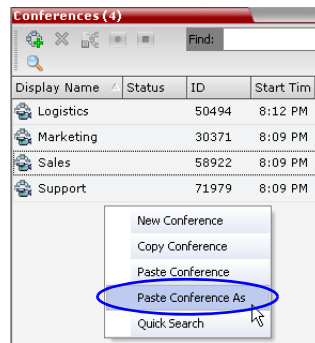 Conferences (4)
Find:
Display Name Status ID Start Tim
Logistics 50494 8:12 PM
Marketing 30371 8:09 PM
Sales 58922 8:09 PM
Support 71979 8:09 PM
New Conference
Copy Conference
Paste Conference
Paste Conference As
Quick Search